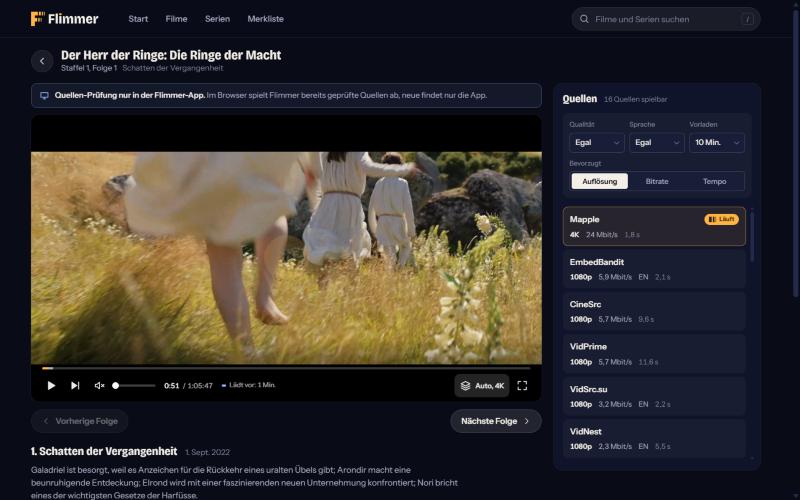 Flimmer
Start
Filme
Serien
Merkliste
Filme und Serien suchen
/
Der Herr der Ringe: Die Ringe der Macht
Staffel 1, Folge 1 · Schatten der Vergangenheit
Quellen-Prüfung nur in der Flimmer-App. Im Browser spielt Flimmer bereits geprüfte Quellen ab, neue findet nur die App.
0:51 / 1:05:47
Lädt vor: 1 Min.
Auto, 4K
Vorherige Folge
Nächste Folge
1. Schatten der Vergangenheit 1. Sept. 2022
Galadriel ist besorgt, weil es Anzeichen für die Rückkehr eines uralten Übels gibt; Arondir macht eine
beunruhigende Entdeckung; Elrond wird mit einer faszinierenden neuen Unternehmung konfrontiert; Nori bricht
eines der wichtigsten Gesetze der Harfüsse.
Quellen 16 Quellen spielbar
Qualität
Sprache
Vorladen
Egal
Egal
10 Min.
Bevorzugt
Auflösung
Bitrate
Tempo
Mapple
Läuft
4K 24 Mbit/s 1,8 s
EmbedBandit
1080p 5,9 Mbit/s EN 2,1 s
CineSrc
1080p 5,7 Mbit/s EN 9,6 s
VidPrime
1080p 5,7 Mbit/s 11,6 s
VidSrc.su
1080p 3,2 Mbit/s EN 2,2 s
VidNest
1080p 2,3 Mbit/s EN 5,5 s